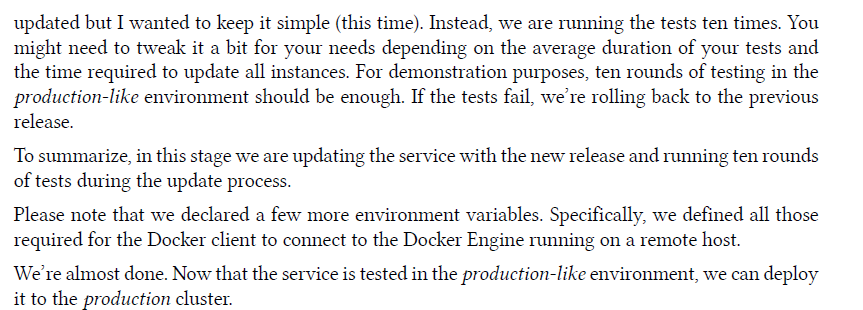 updated but I wanted to keep it simple (this time). Instead, we are running the tests ten times. You
might need to tweak it a bit for your needs depending on the average duration of your tests and
the time required to update all instances. For demonstration purposes, ten rounds of testing in the
production-like environment should be enough. If the tests fail, we're rolling back to the previous
release.
To summarize, in this stage we are updating the service with the new release and running ten rounds
of tests during the update process.
Please note that we declared a few more environment variables. Specifically, we defined all those
required for the Docker client to connect to the Docker Engine running on a remote host.
We're almost done. Now that the service is tested in the production-like environment, we can deploy
it to the production cluster.